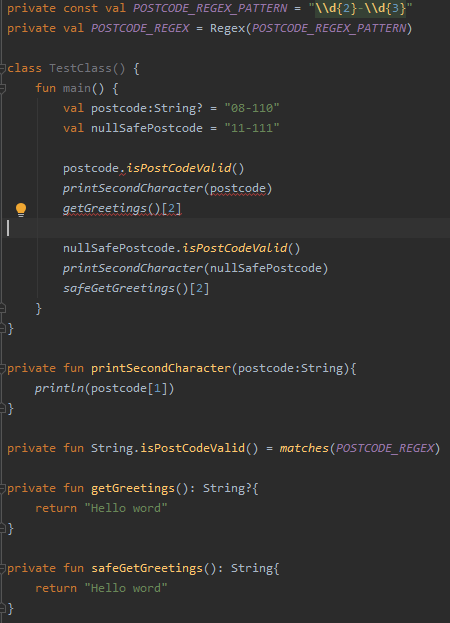 private const val POSTCODE_REGEX_PATTERN = "\\d{2}-\\d{3}"
private val POSTCODE_REGEX = Regex(POSTCODE_REGEX_PATTERN)
class TestClass() {
fun main() {
val postcode:String? = "08-110"
val nullSafePostcode = "11-111"
postcode.isPostCodeValid()
printSecondCharacter(postcode)
getGreetings()[2]
nullSafePostcode.isPostCodeValid()
printSecondCharacter(nullSafePostcode)
safeGetGreetings()[2]
}
}
private fun printSecondCharacter(postcode:String){
println(postcode[1])
}
private fun String.isPostCodeValid() = matches(POSTCODE_REGEX)
private fun getGreetings(): String?{
return "Hello word"
}
private fun safeGetGreetings(): String{
return "Hello word"
}